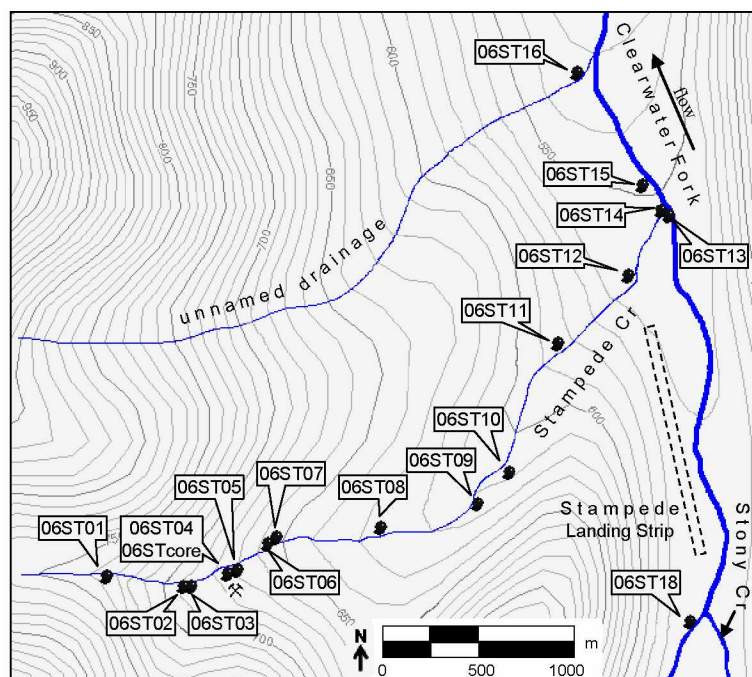 850
900
950
750
800
600
650
550
700
06ST16
Clearwater Fork
flow
06ST15
06ST14
06ST13
06ST12
unnamed drainage
06ST11
Stampede Cr
600
06ST10
06ST09
06ST08
06ST07
06ST05
06ST04
06STcore
06ST01
06ST06
06ST02
06ST03
650
700
Stampede
Landing Strip
Stony Cr
06ST18
N
m
0 500 1000